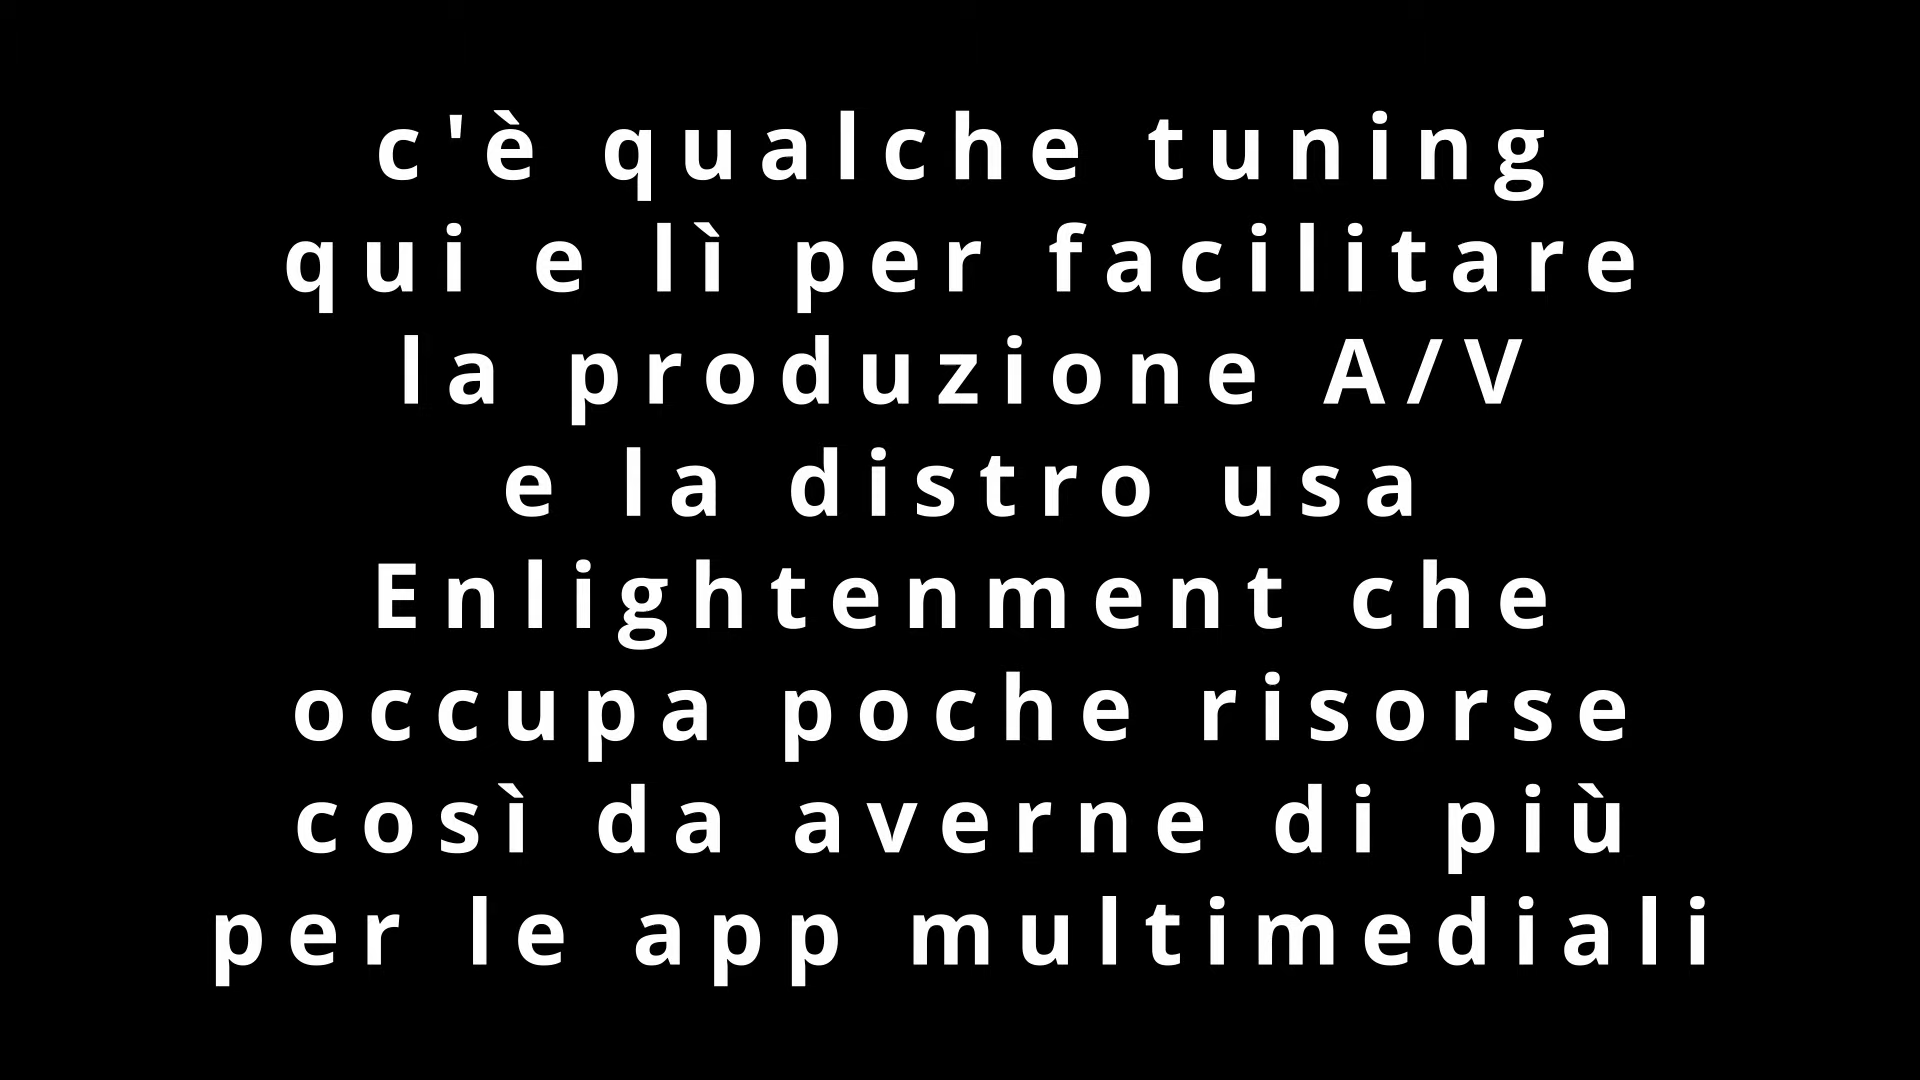 c'è qualche tuning
qui e lì per facilitare
la produzione A/V
e la distro usa
Enlightenment che
occupa poche risorse
così da averne di più
per le app multimediali